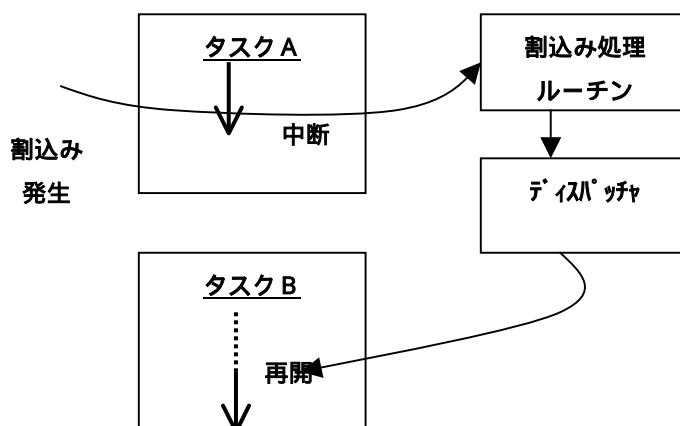 タスクA
割込み処理
ルーチン
中断
割込み
発生
ディスパッチャ
タスクB
再開